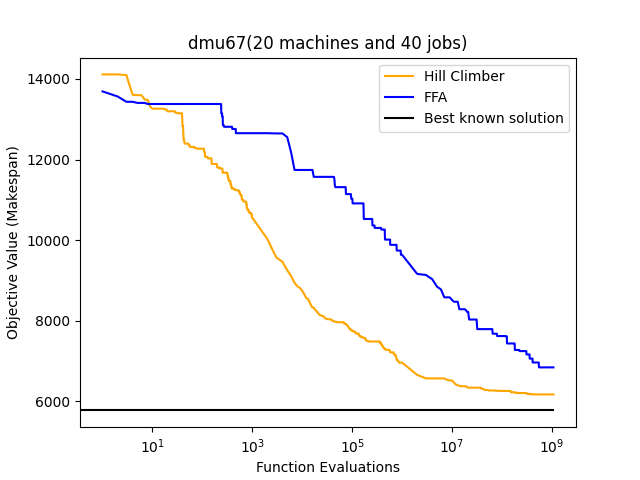 dmu67(20 machines and 40 jobs)
Hill Climber
FFA
Best known solution
Objective Value (Makespan)
14000
12000
10000
8000
6000
10¹
10³
10⁵
10⁷
10⁹
Function Evaluations